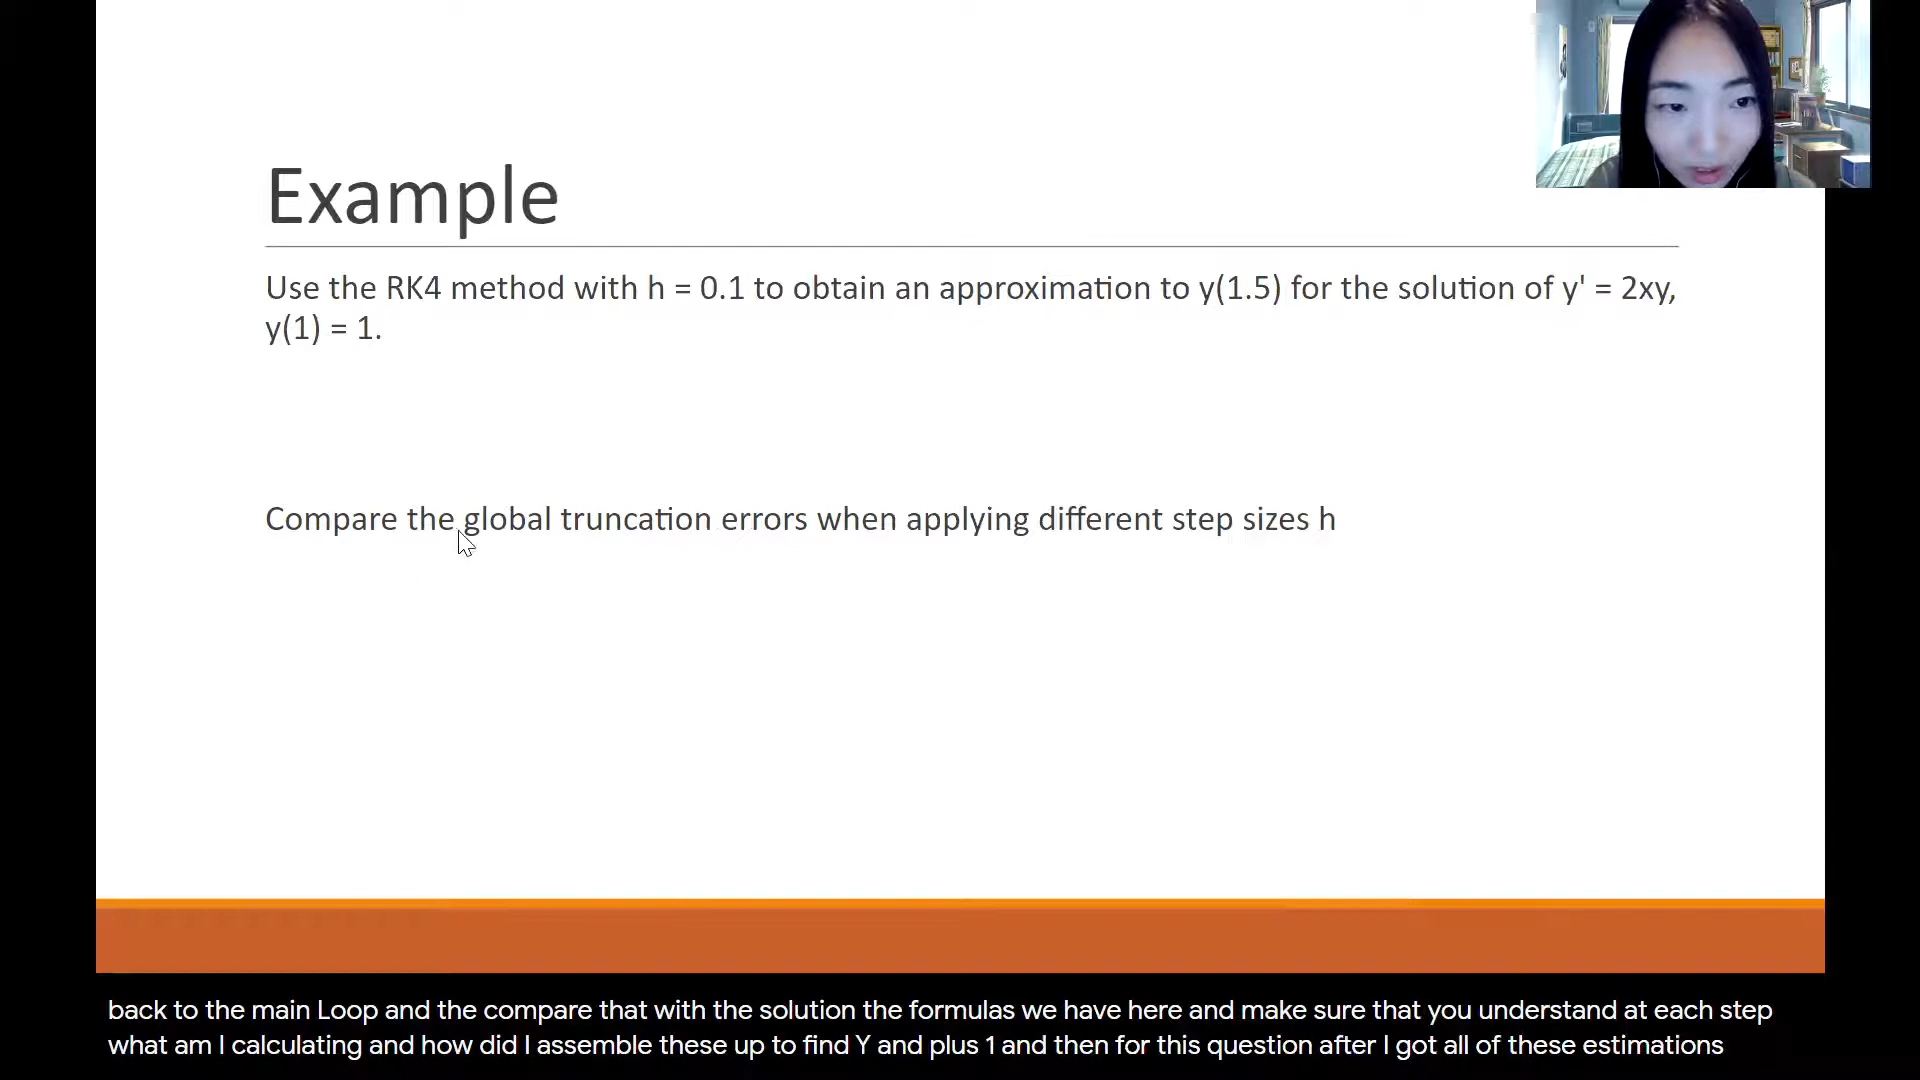 Example
Use the RK4 method with h = 0.1 to obtain an approximation to y(1.5) for the solution of y' = 2xy,
y(1) = 1.
Compare the global truncation errors when applying different step sizes h
back to the main Loop and the compare that with the solution the formulas we have here and make sure that you understand at each step
what am I calculating and how did I assemble these up to find Y and plus 1 and then for this question after I got all of these estimations